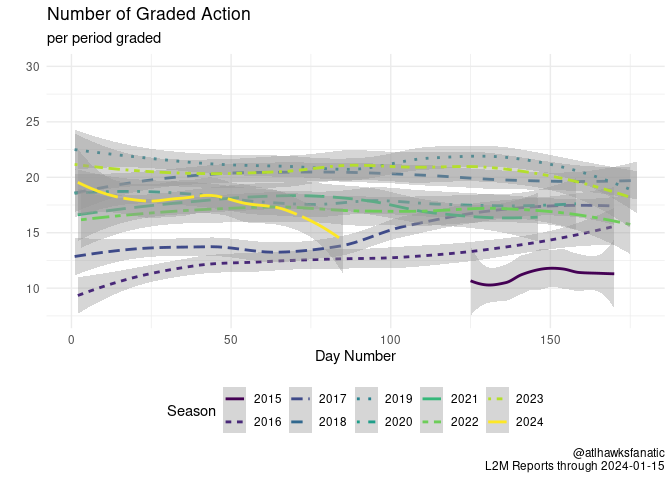 Number of Graded Action
per period graded
30
25
20
15
10
0 50 100 150
Day Number
Season
2015 2017 2019 2021 2023
2016 2018 2020 2022 2024
@atlhawksfanatic
L2M Reports through 2024-01-15